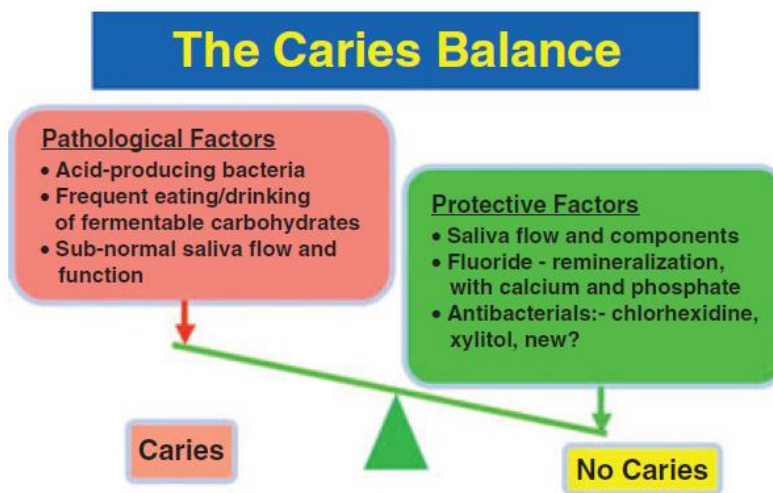 The Caries Balance
Pathological Factors
• Acid-producing bacteria
• Frequent eating/drinking
of fermentable carbohydrates
• Sub-normal saliva flow and
function
Protective Factors
• Saliva flow and components
• Fluoride - remineralization,
with calcium and phosphate
• Antibacterials:- chlorhexidine,
xylitol, new?
Caries
No Caries